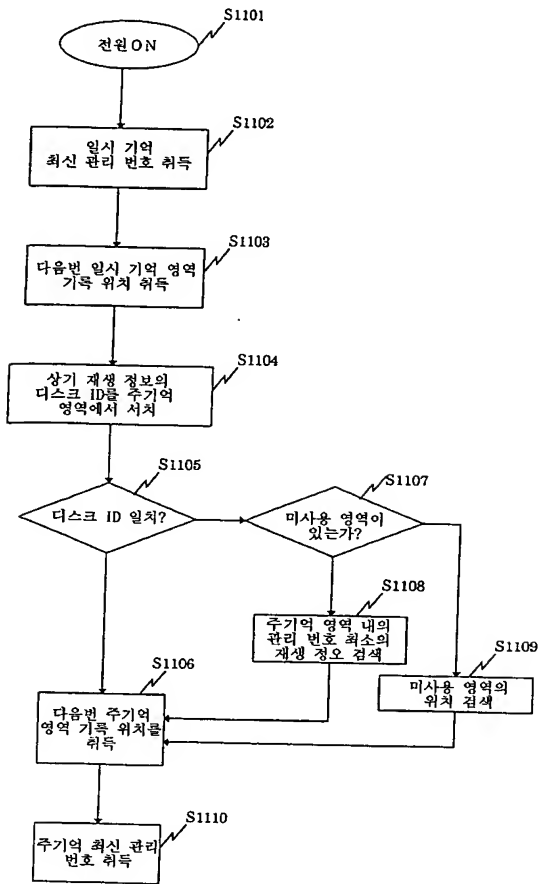 S1101
전원ON
S1102
일시 기억
최신 관리 번호 취득
S1103
다음번 일시 기억 영역
기록 위치 취득
S1104
상기 재생 정보의
디스크 ID를 주기억
영역에서 서치
S1105
디스크 ID 일치?
S1107
미사용 영역이
있는가?
S1108
주기억 영역 내의
관리 번호 최소의
재생 정오 검색
S1109
미사용 영역의
위치 검색
S1106
다음번 주기억
영역 기록 위치를
취득
S1110
주기억 최신 관리
번호 취득